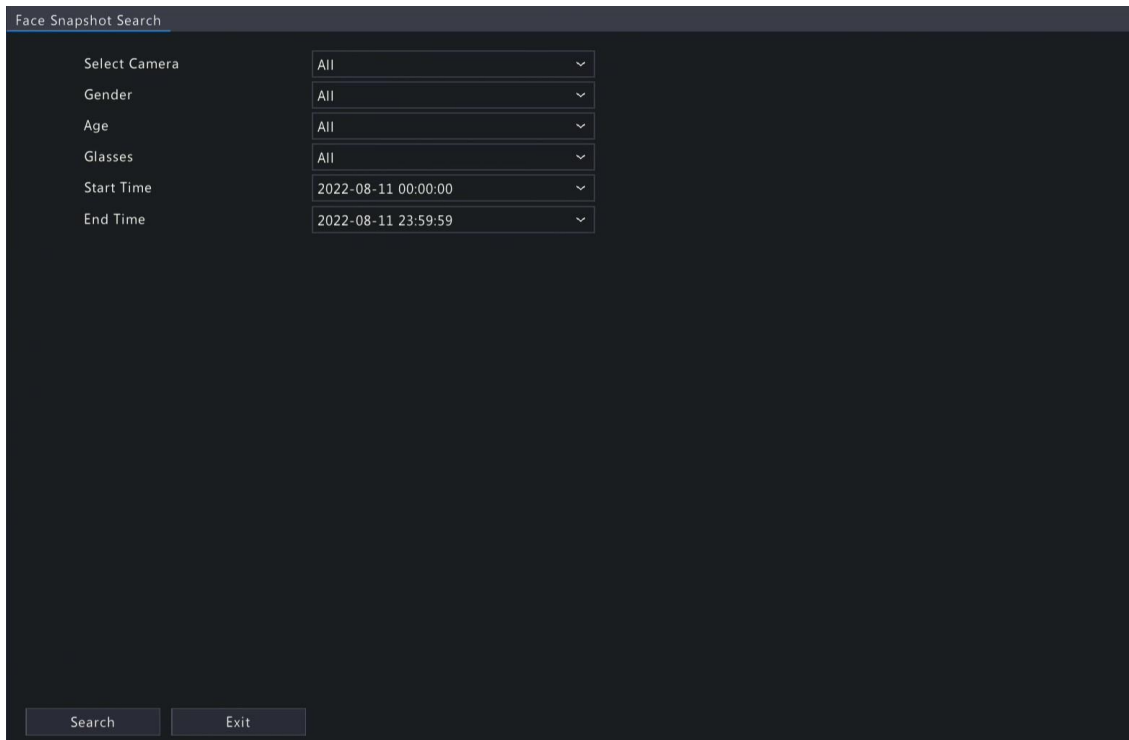 Face Snapshot Search
Select Camera All
Gender All
Age All
Glasses All
Start Time 2022-08-11 00:00:00
End Time 2022-08-11 23:59:59
Search Exit